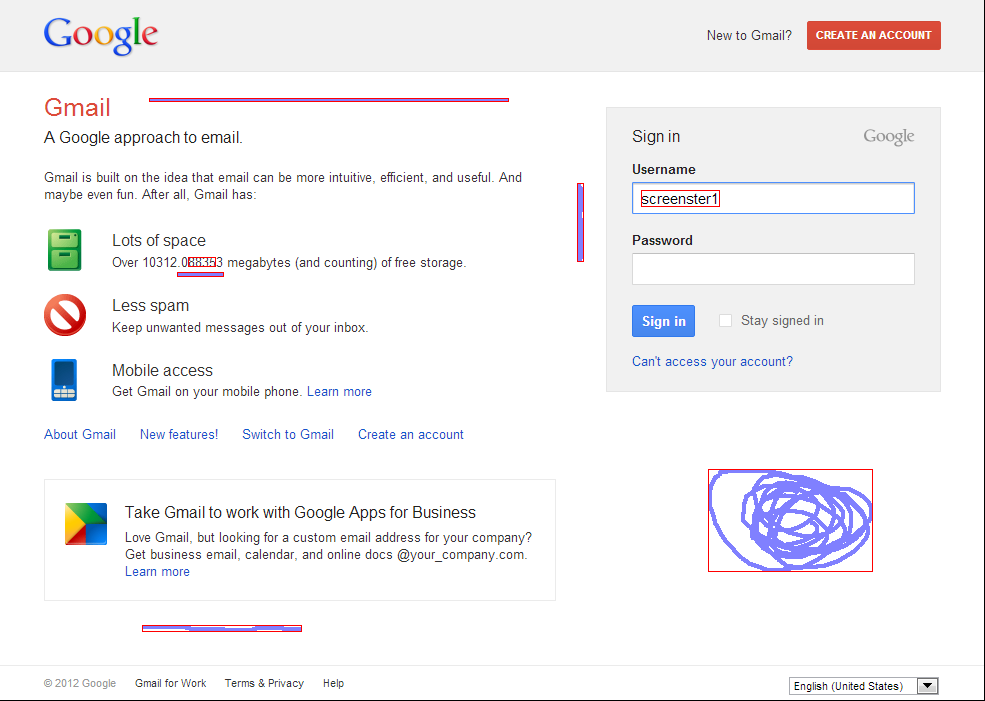 Google
New to Gmail? CREATE AN ACCOUNT
Gmail
A Google approach to email.
Gmail is built on the idea that email can be more intuitive, efficient, and useful. And
maybe even fun. After all, Gmail has:
Lots of space
Over megabytes (and counting) of free storage.
Less spam
Keep unwanted messages out of your inbox.
Mobile access
Get Gmail on your mobile phone. Learn more
About Gmail New features! Switch to Gmail Create an account
Take Gmail to work with Google Apps for Business
Love Gmail, but looking for a custom email address for your company?
Get business email, calendar, and online docs @your_company.com.
Learn more
Sign in Google
Username
screenster1
Password
Sign in Stay signed in
Can't access your account?
© 2012 Google Gmail for Work Terms & Privacy Help
English (United States)